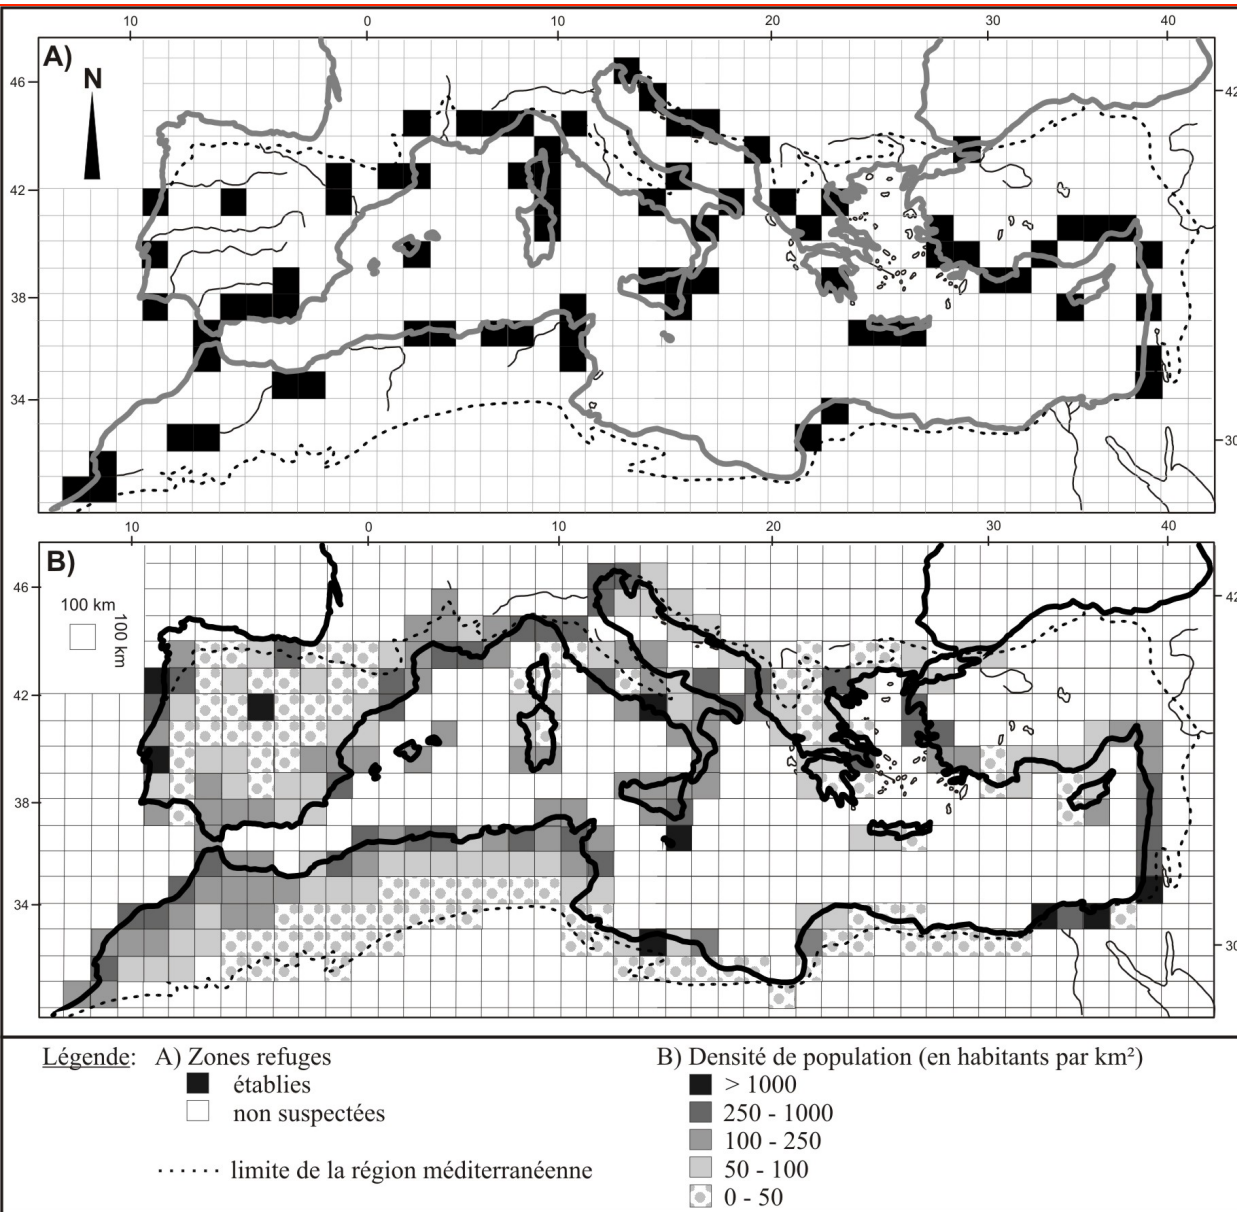 10 0 10 20 30 40
A)
N
46
42
42
38
34
30
10 0 10 20 30 40
B)
46
42
100 km
100 km
42
38
34
30
Légende: A) Zones refuges
établies
non suspectées
limite de la région méditerranéenne
B) Densité de population (en habitants par km²)
> 1000
250 - 1000
100 - 250
50 - 100
0 - 50